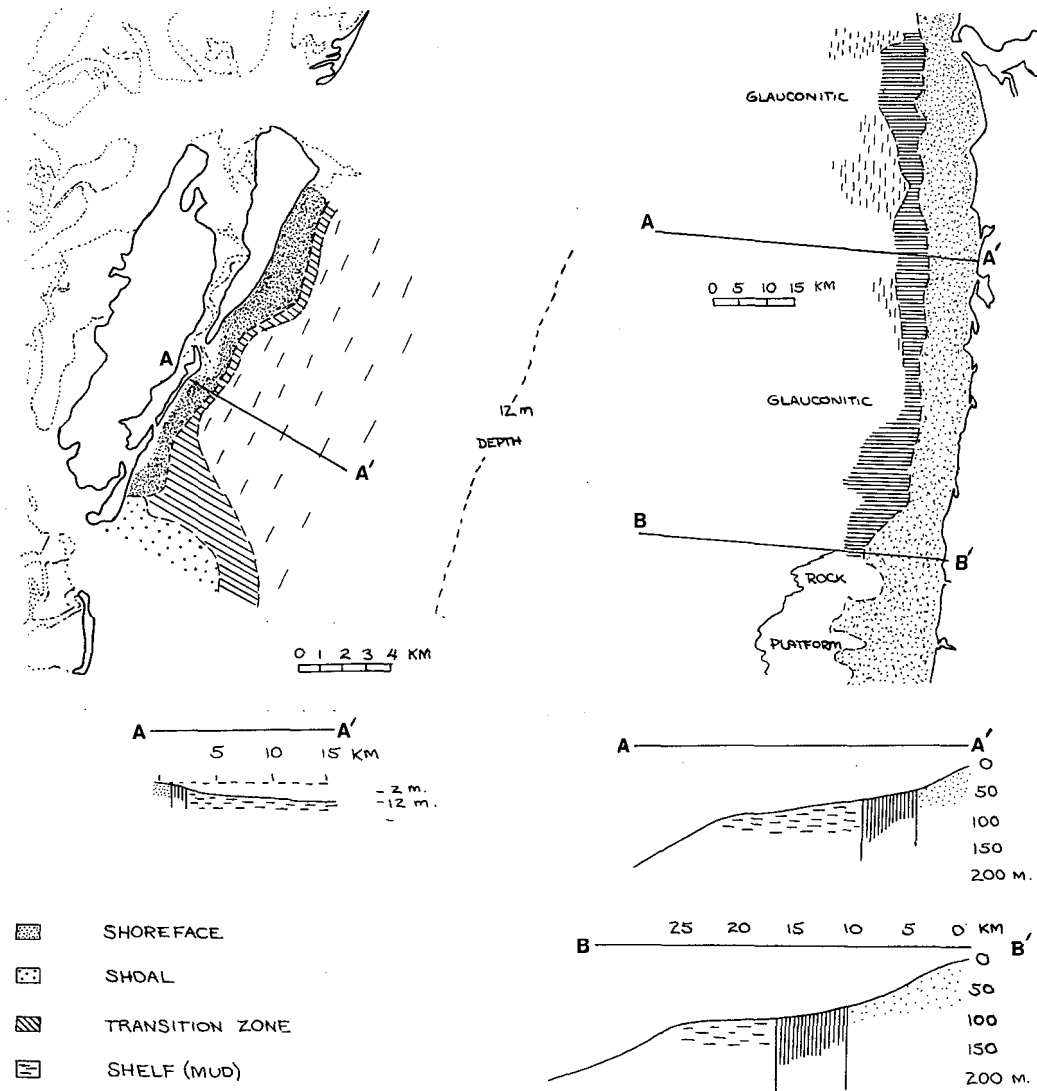 GLAUCONITIC
A
A'
0 5 10 15 KM
A
A'
12 m
DEPTH
GLAUCONITIC
B
B'
ROCK
PLATFORM
0 1 2 3 4 KM
A A'
5 10 15 KM
-2 m.
-12 m.
A A'
0
50
100
150
200 M.
SHOREFACE
SHOAL
TRANSITION ZONE
SHELF (MUD)
25 20 15 10 5 0 KM
B B'
0
50
100
150
200 M.